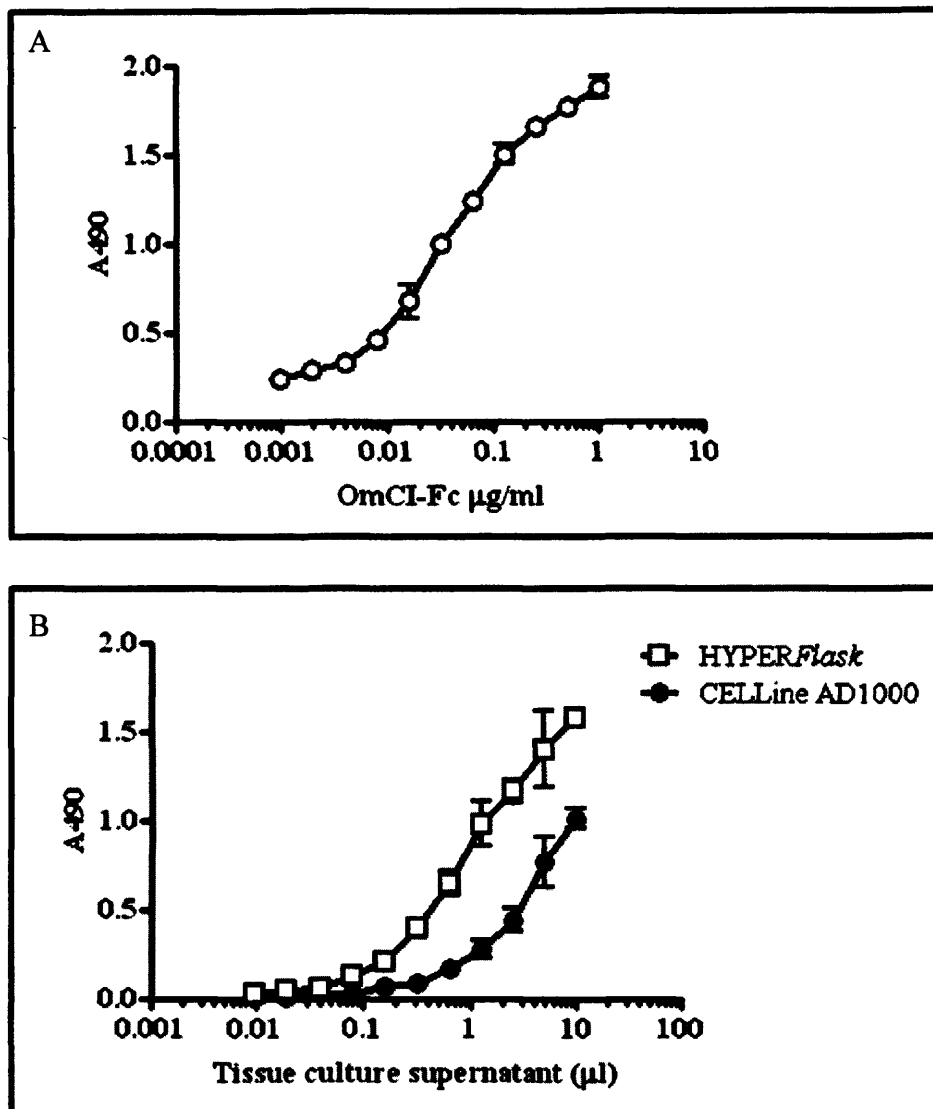 A
2.0
1.5
1.0
0.5
0.0
A490
0.0001 0.001 0.01 0.1 1 10
OmCI-Fc µg/ml
B
2.0
1.5
1.0
0.5
0.0
A490
HYPERFlask
CELLine AD1000
0.001 0.01 0.1 1 10 100
Tissue culture supernatant (µl)